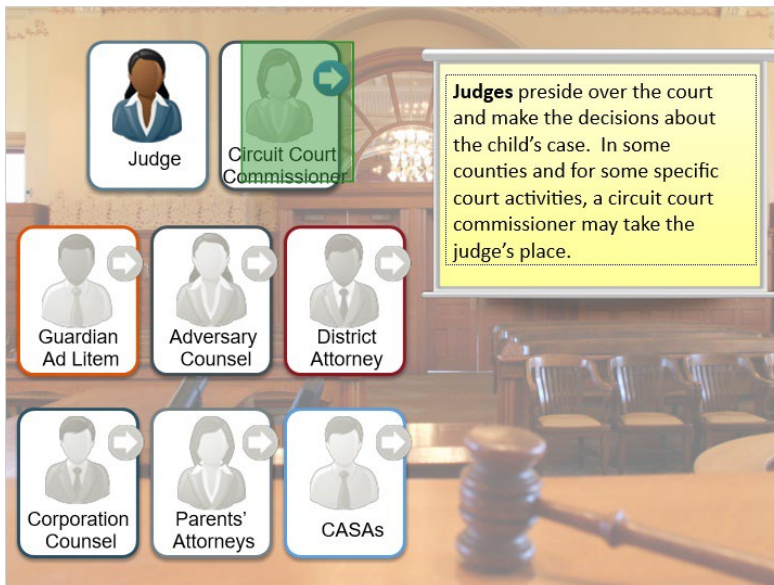 Judge
Circuit Court
Commissioner
Judges preside over the court
and make the decisions about
the child’s case.  In some
counties and for some specific
court activities, a circuit court
commissioner may take the
judge’s place.
Guardian
Ad Litem
Adversary
Counsel
District
Attorney
Corporation
Counsel
Parents’
Attorneys
CASAs